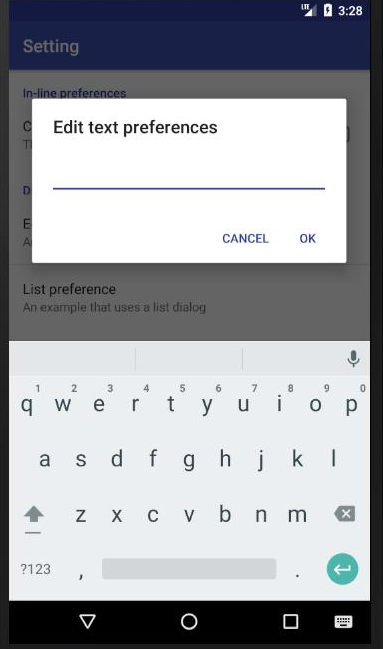 LTE 3:28
Setting
In-line preferences
Edit text preferences
CANCEL OK
List preference
An example that uses a list dialog
1 2 3 4 5 6 7 8 9 0
q w e r t y u i o p
a s d f g h j k l
z x c v b n m
?123 , .